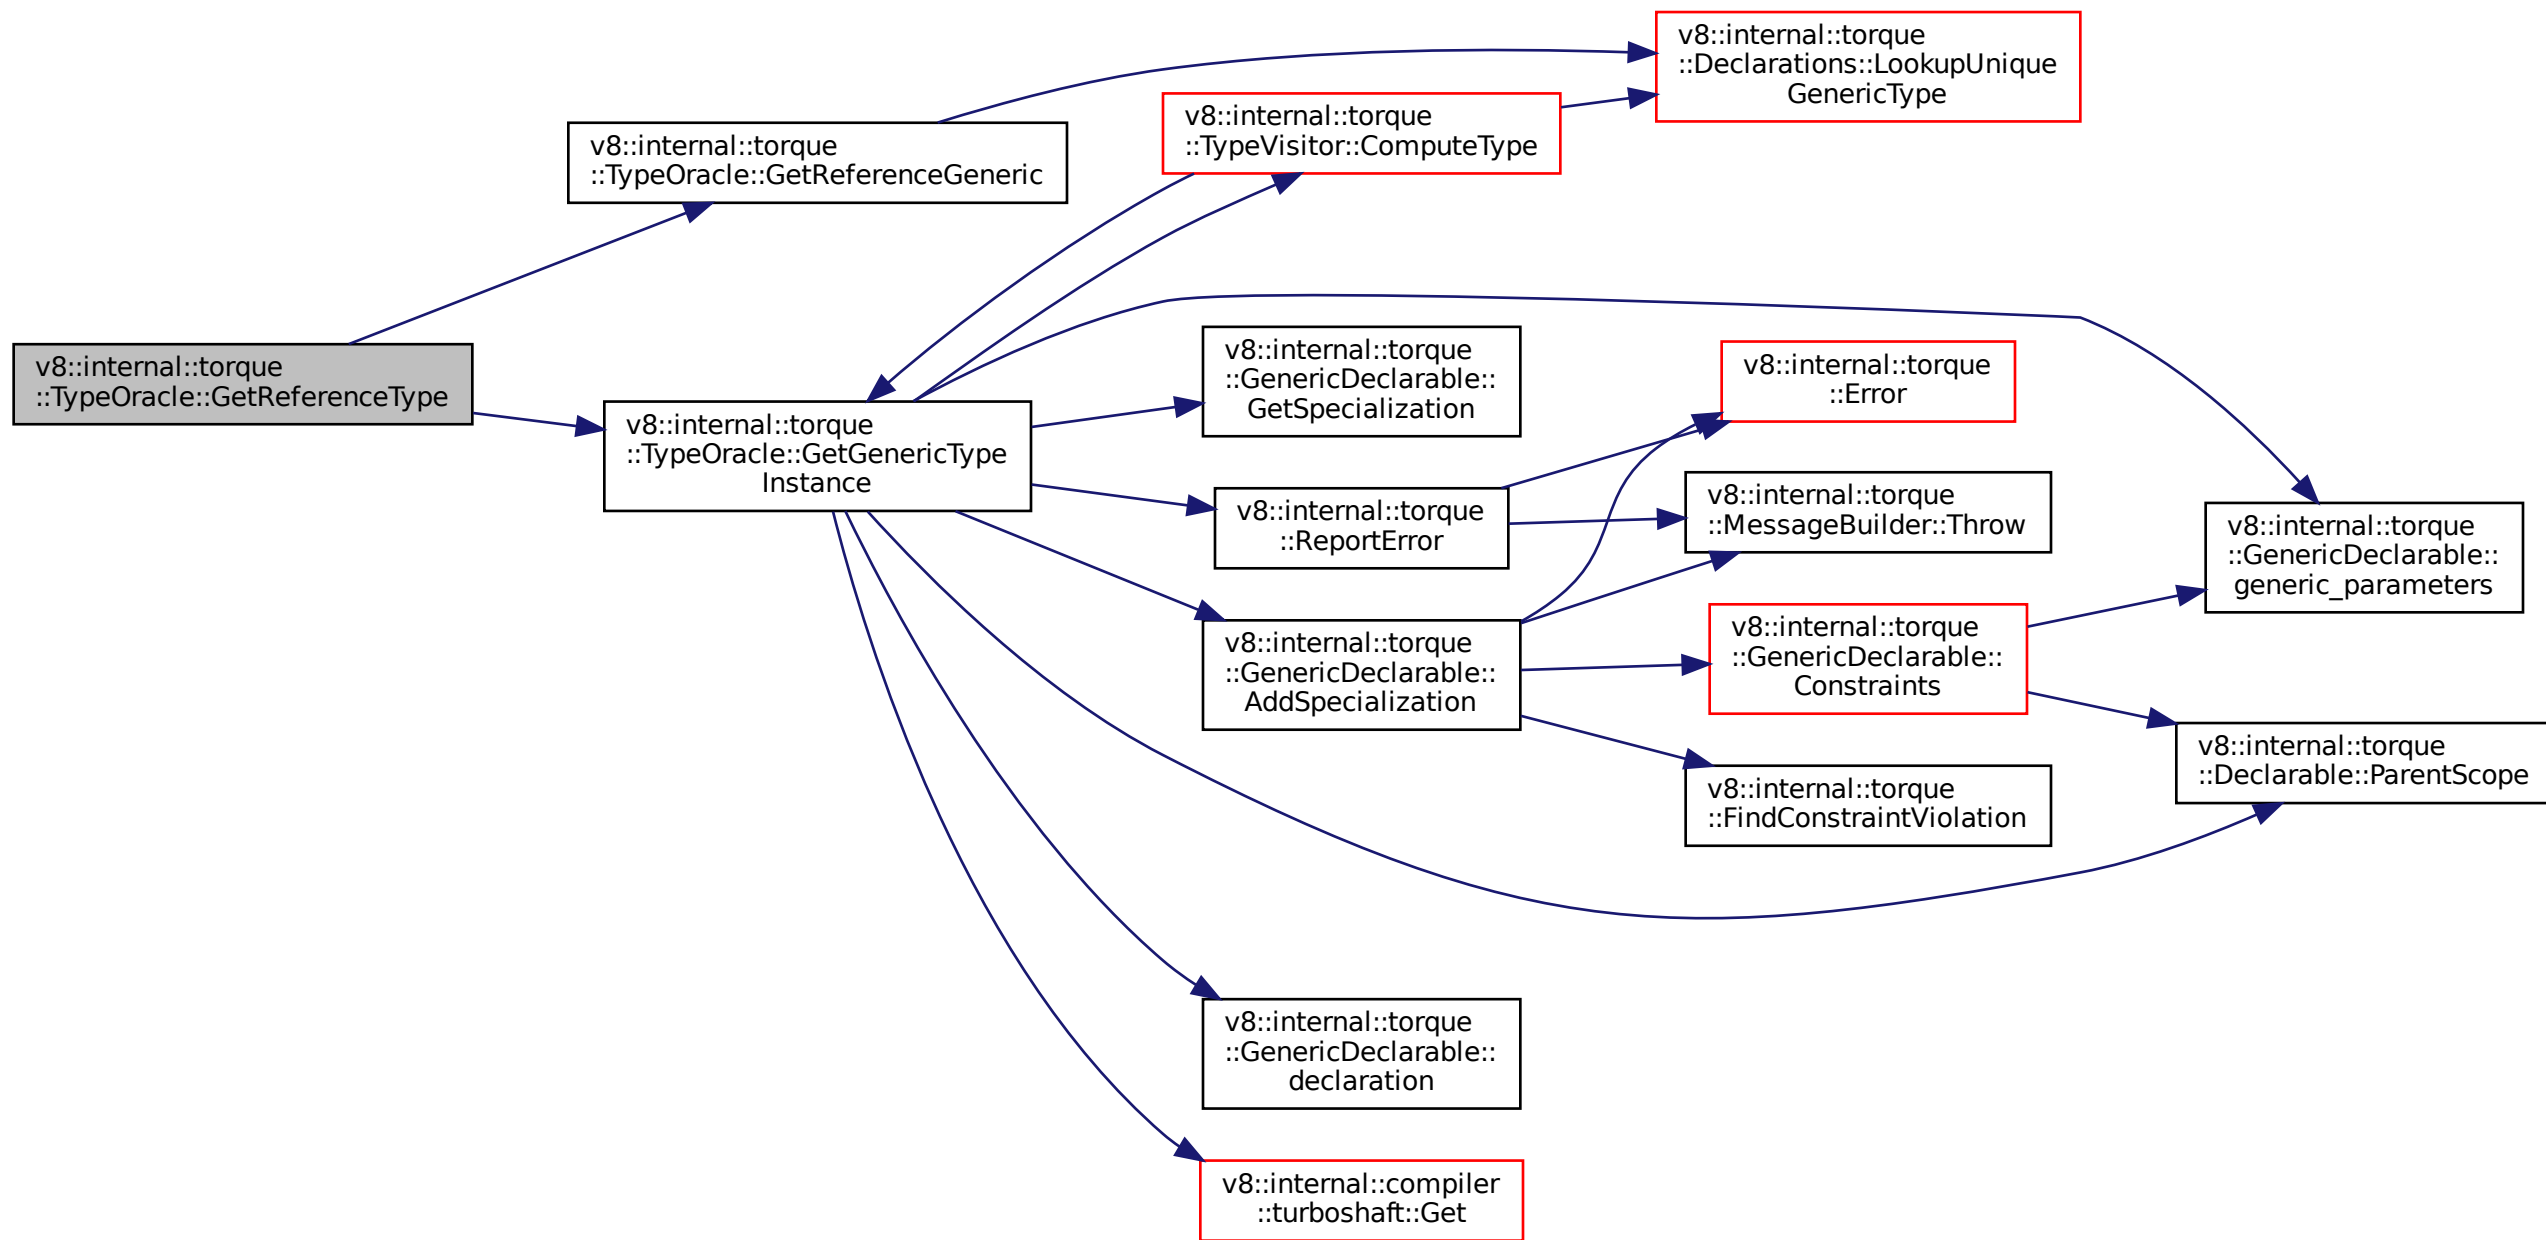 v8::internal::torque
::TypeOracle::GetReferenceType
v8::internal::torque
::TypeOracle::GetReferenceGeneric
v8::internal::torque
::TypeOracle::GetGenericType
Instance
v8::internal::torque
::Declarations::LookupUnique
GenericType
v8::internal::torque
::TypeVisitor::ComputeType
v8::internal::torque
::GenericDeclarable::
GetSpecialization
v8::internal::torque
::ReportError
v8::internal::torque
::GenericDeclarable::
AddSpecialization
v8::internal::torque
::Error
v8::internal::torque
::MessageBuilder::Throw
v8::internal::torque
::GenericDeclarable::
Constraints
v8::internal::torque
::FindConstraintViolation
v8::internal::torque
::GenericDeclarable::
generic_parameters
v8::internal::torque
::Declarable::ParentScope
v8::internal::torque
::GenericDeclarable::
declaration
v8::internal::compiler
::turboshaft::Get